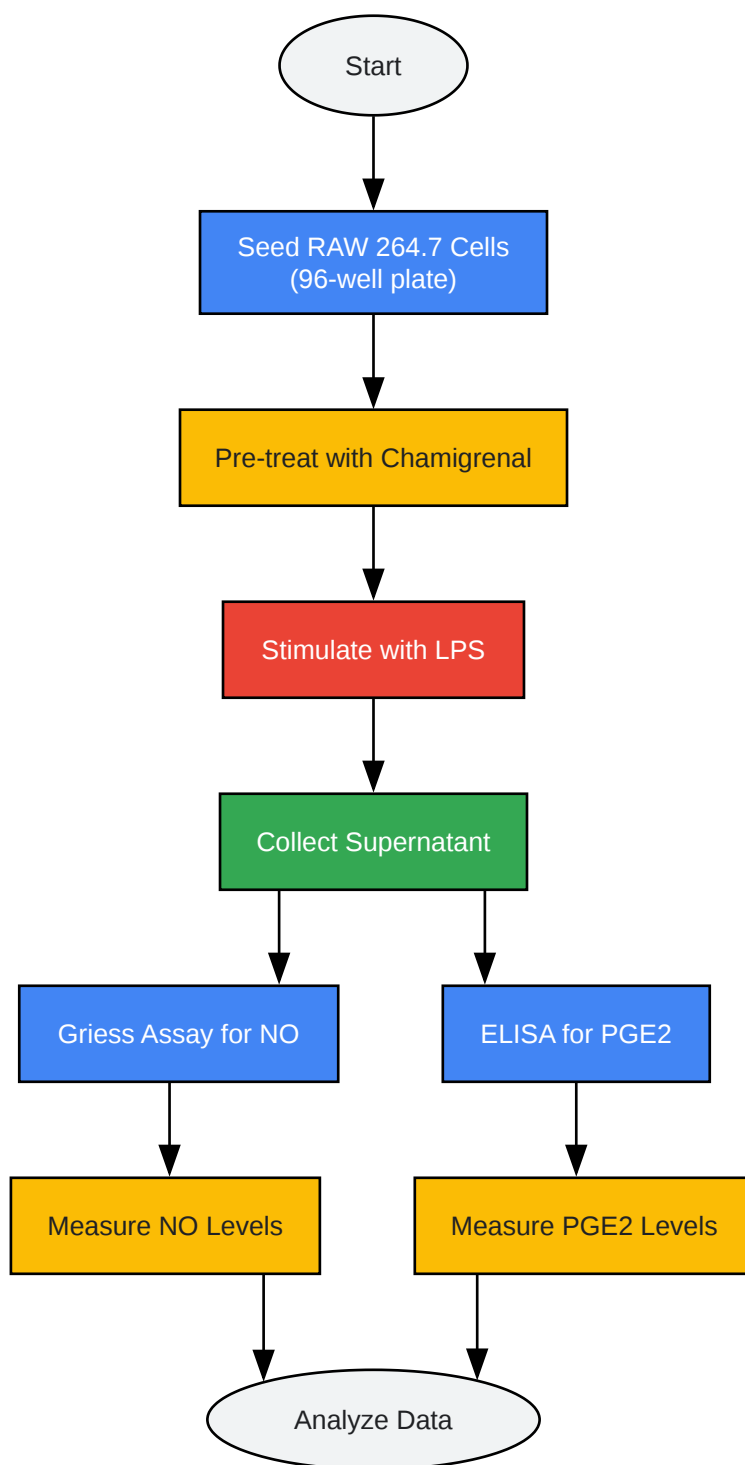 Start
Seed RAW 264.7 Cells
(96-well plate)
Pre-treat with Chamigrenal
Stimulate with LPS
Collect Supernatant
Griess Assay for NO
ELISA for PGE2
Measure NO Levels
Measure PGE2 Levels
Analyze Data